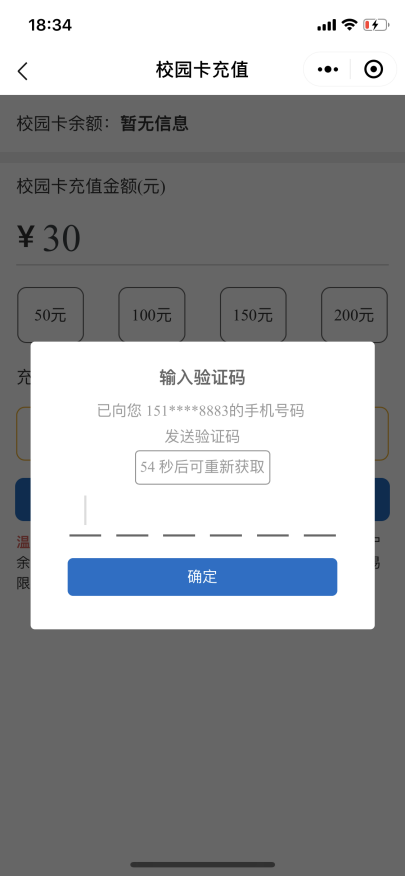 18:34
校园卡充值
校园卡余额：暂无信息
校园卡充值金额(元)
¥ 30
50元 100元 150元 200元
充
输入验证码
已向您 151****8883的手机号码
发送验证码
54 秒后可重新获取
温
余
限
确定